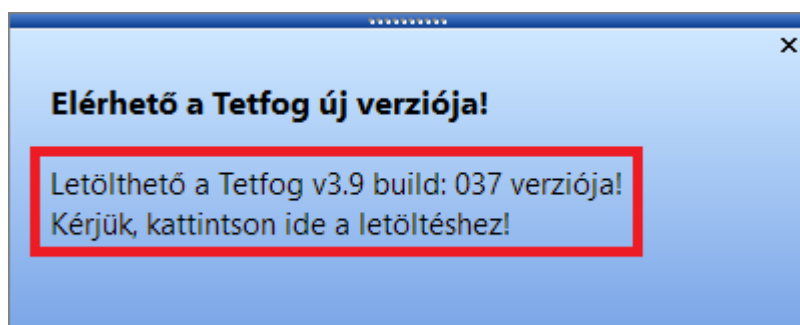 Elérhető a Tetfog új verziója!
Letölthető a Tetfog v3.9 build: 037 verziója!
Kérjük, kattintson ide a letöltéshez!